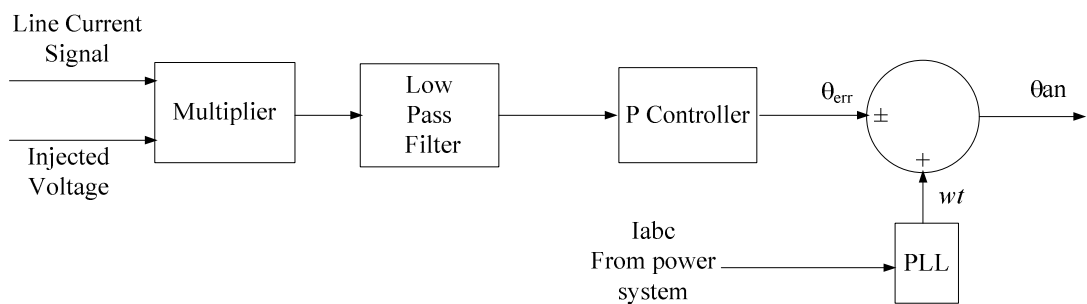 Line Current
Signal
Injected
Voltage
Multiplier
Low
Pass
Filter
P Controller
θerr
±
+
θan
wt
Iabc
From power
system
PLL